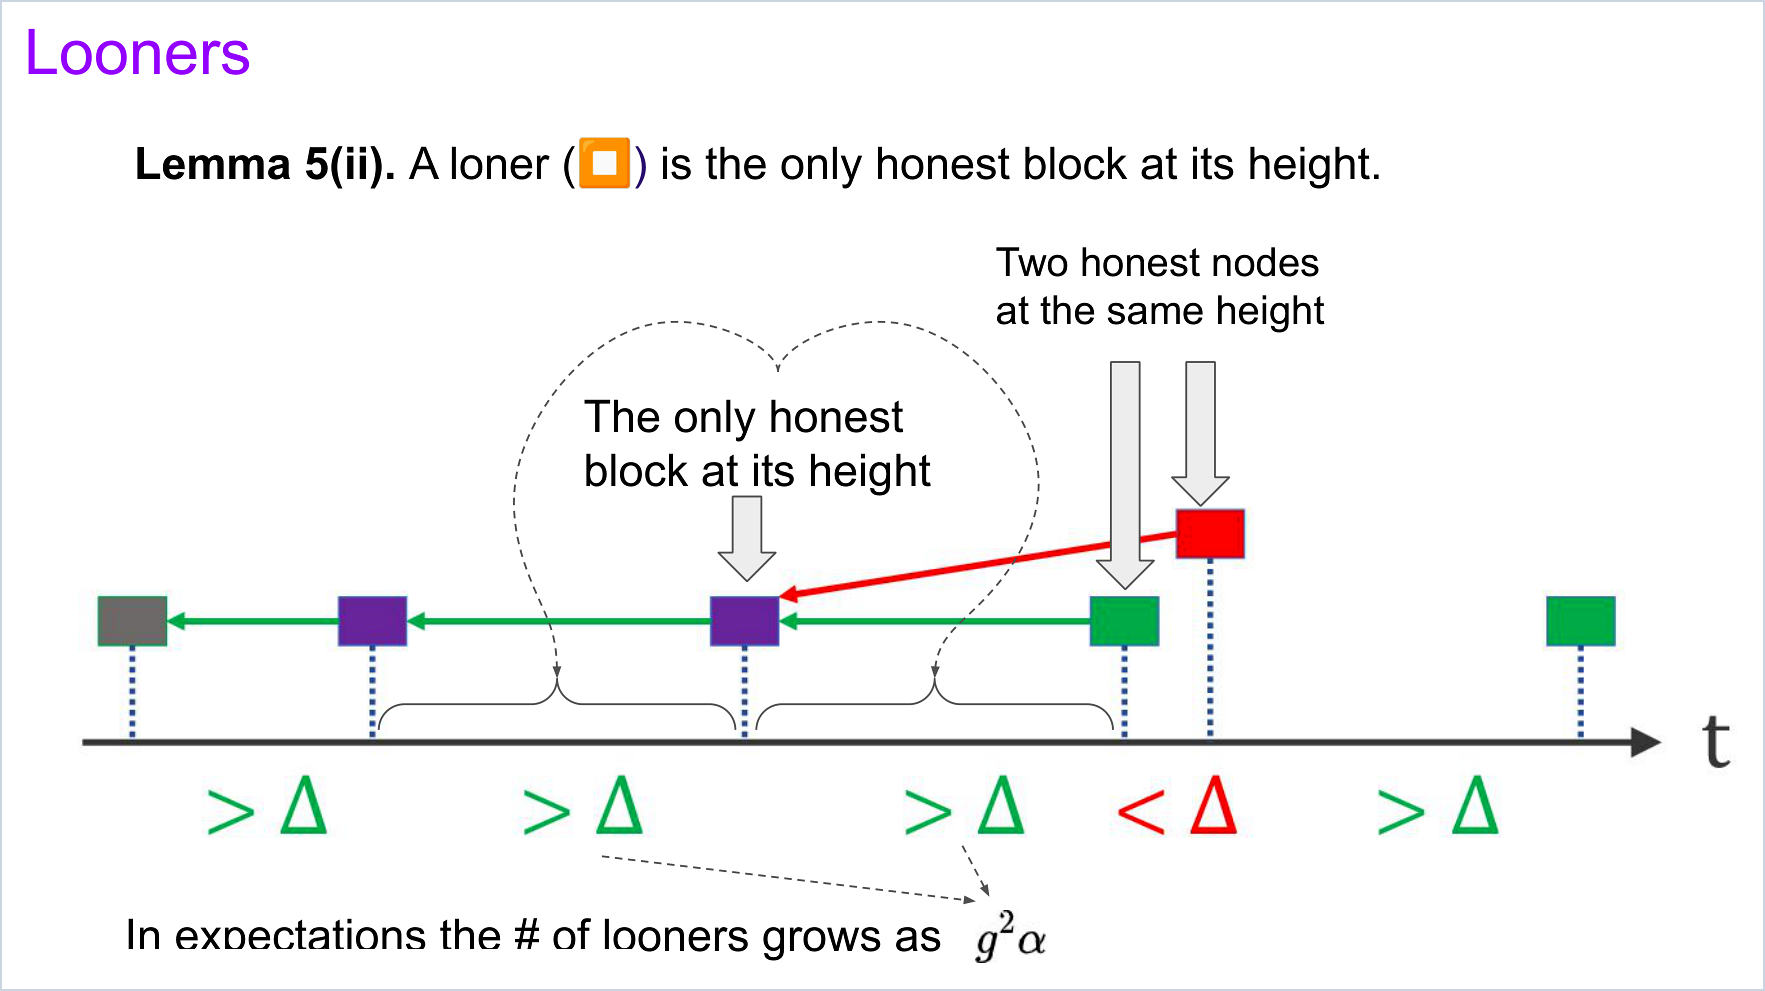 Looners
Lemma 5(ii). A loner (⏹) is the only honest block at its height.
Two honest nodes
at the same height
The only honest
block at its height
t
> Δ > Δ > Δ < Δ > Δ
In expectations the # of looners grows as g²α